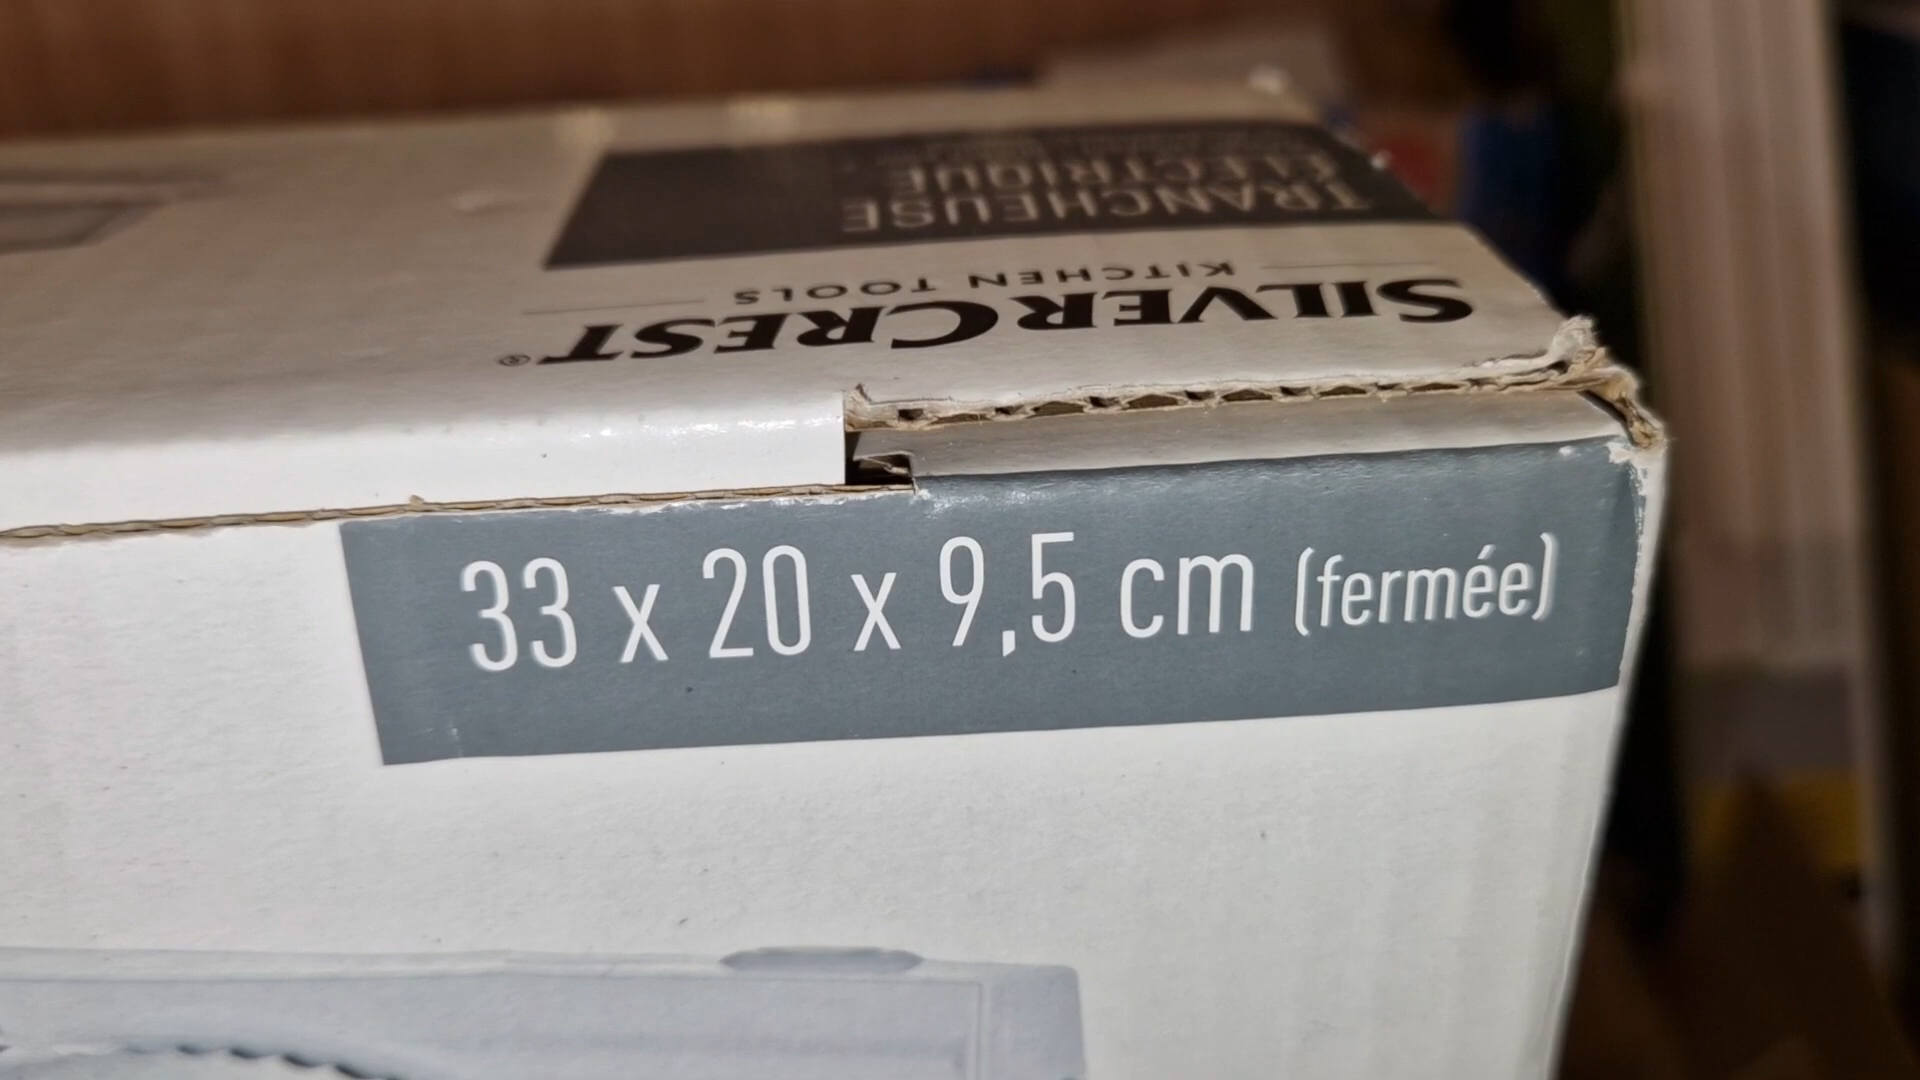 SILVERCREST®
KITCHEN TOOLS
TRANCHEUSE
ÉLECTRIQUE
33 x 20 x 9,5 cm (fermée)